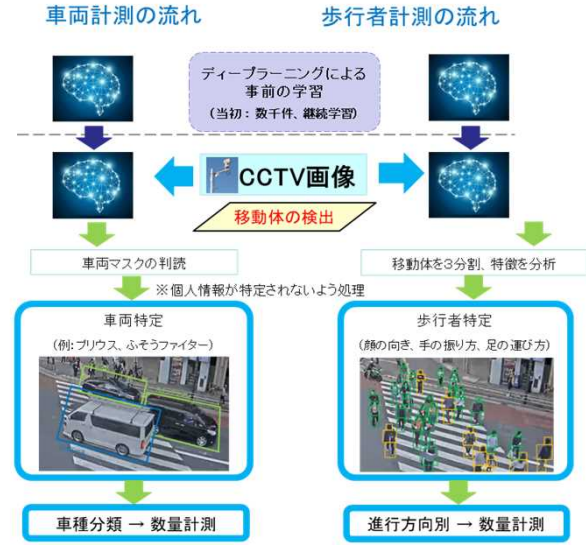 車両計測の流れ
歩行者計測の流れ
ディープラーニングによる
事前の学習
(当初：数千件、継続学習)
CCTV画像
移動体の検出
車両マスクの判読
移動体を3分割、特徴を分析
※個人情報が特定されないよう処理
車両特定
(例:プリウス、ふそうファイター)
歩行者特定
(顔の向き、手の振り方、足の運び方)
車種分類 → 数量計測
進行方向別 → 数量計測